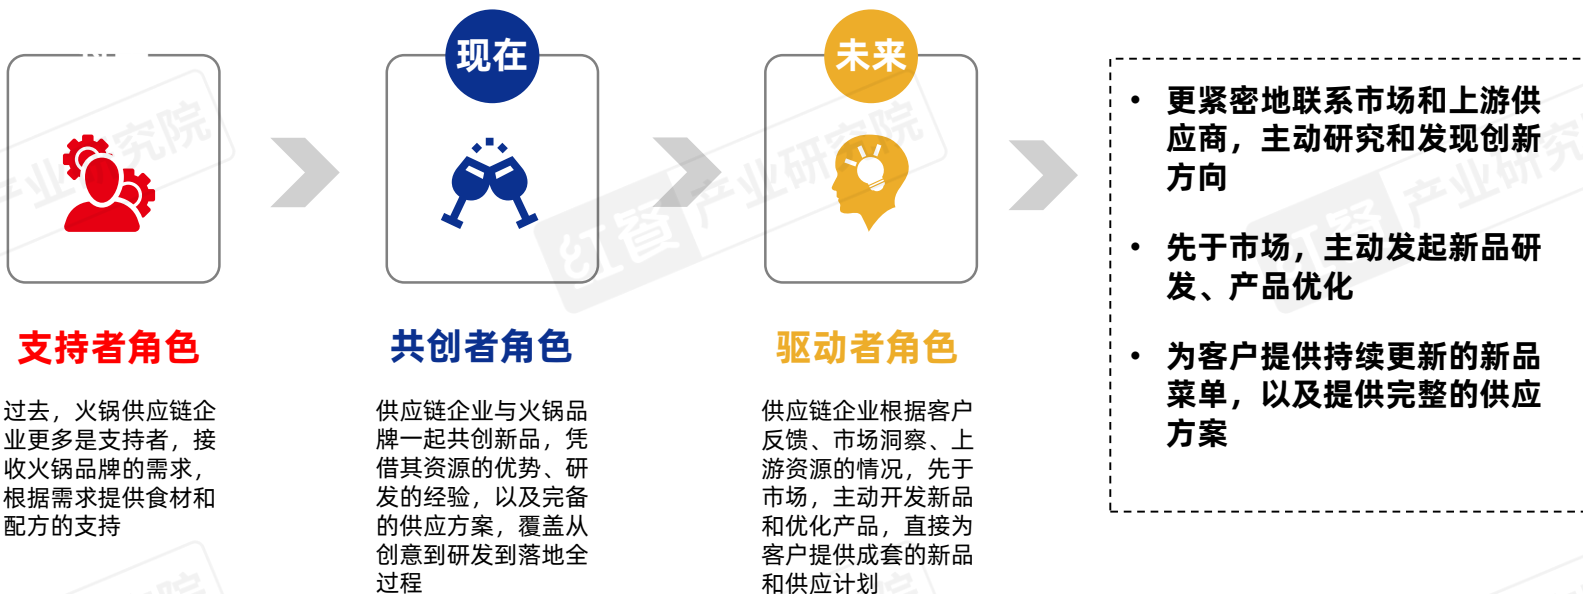 现在
未来
支持者角色
过去，火锅供应链企
业更多是支持者，接
收火锅品牌的需求，
根据需求提供食材和
配方的支持
共创者角色
供应链企业与火锅品
牌一起共创新品，凭
借其资源的优势、研
发的经验，以及完备
的供应方案，覆盖从
创意到研发到落地全
过程
驱动者角色
供应链企业根据客户
反馈、市场洞察、上
游资源的情况，先于
市场，主动开发新品
和优化产品，直接为
客户提供成套的新品
和供应计划
• 更紧密地联系市场和上游供
应商，主动研究和发现创新
方向
• 先于市场，主动发起新品研
发、产品优化
• 为客户提供持续更新的新品
菜单，以及提供完整的供应
方案
红餐 产业研究院